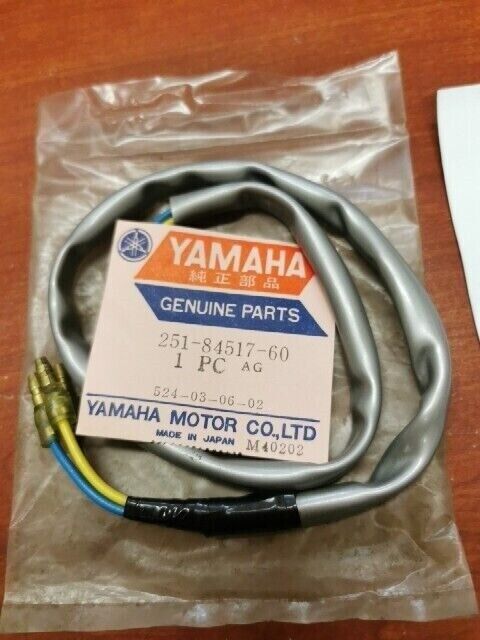 YAMAHA
純正部品
GENUINE PARTS
251-84517-60
1 PC AG
524-03-06-02
YAMAHA MOTOR CO.,LTD
MADE IN JAPAN M40202